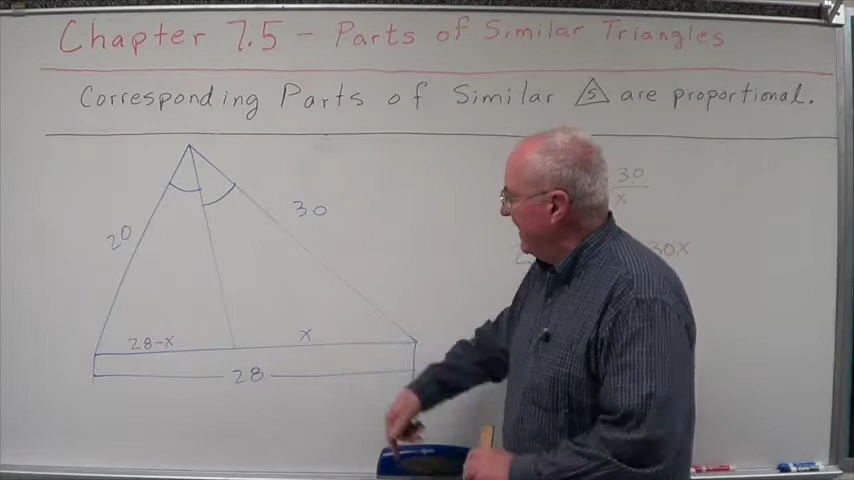 Chapter 7.5 - Parts of Similar Triangles
Corresponding Parts of Similar △s are proportional.
20
30
28-x
x
28
30
x
30x